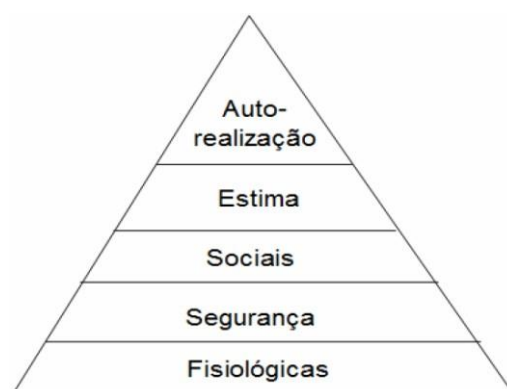 Auto-
realização
Estima
Sociais
Segurança
Fisiológicas